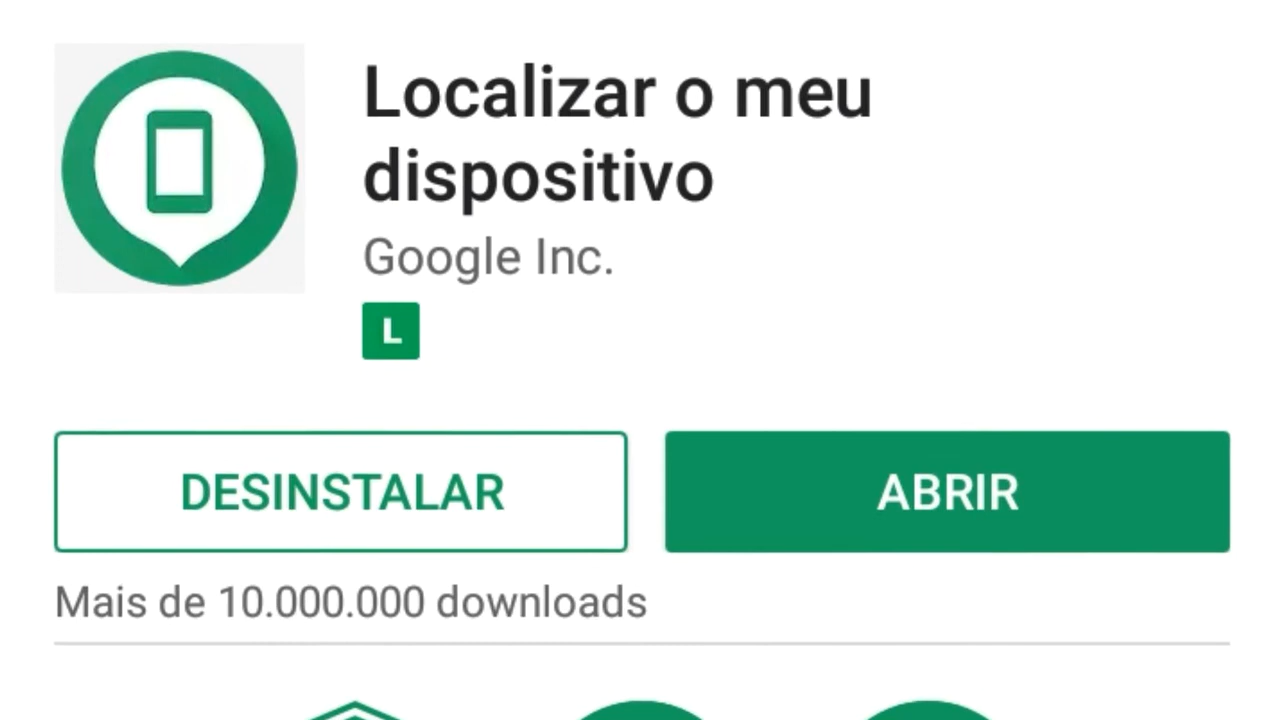 Localizar o meu
dispositivo
Google Inc.
L
DESINSTALAR
ABRIR
Mais de 10.000.000 downloads